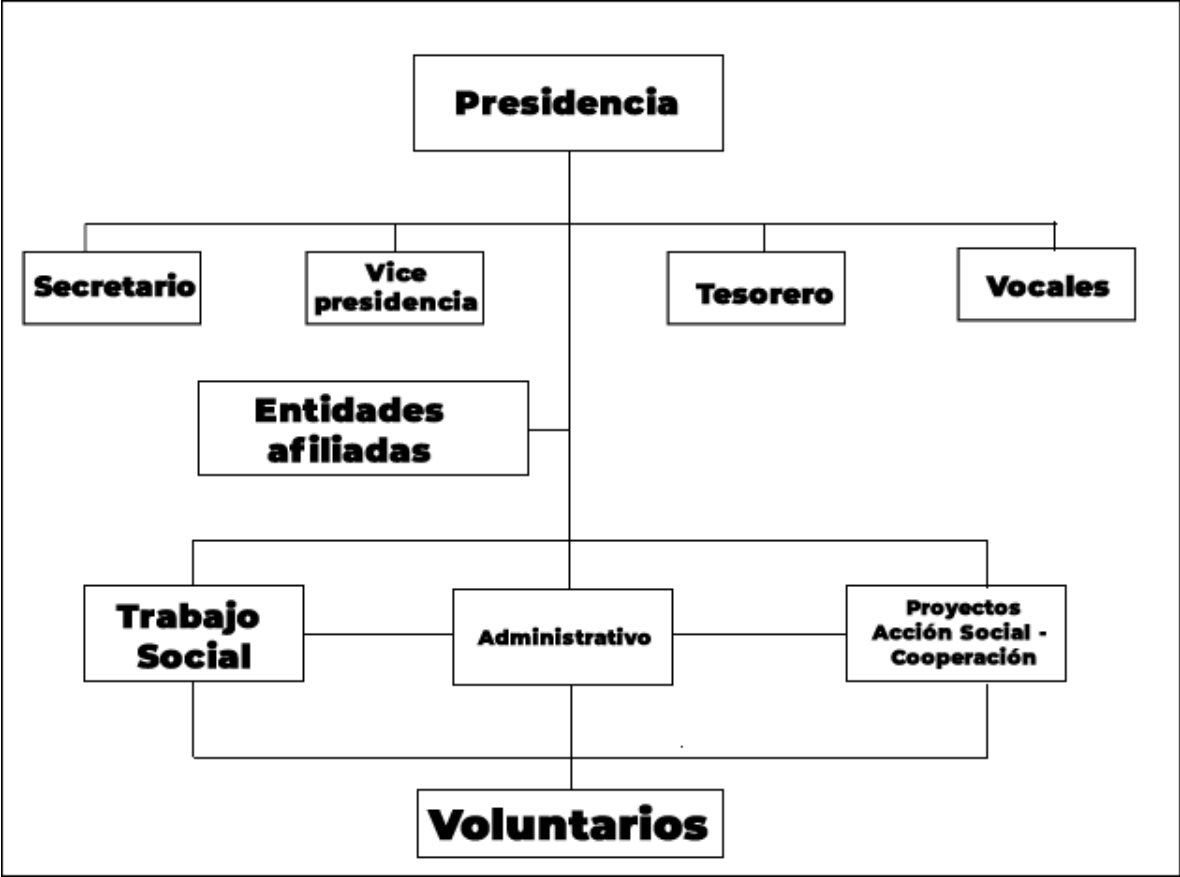 Presidencia
Secretario
Vice
presidencia
Tesorero
Vocales
Entidades
afiliadas
Trabajo
Social
Administrativo
Proyectos
Acción Social -
Cooperación
Voluntarios